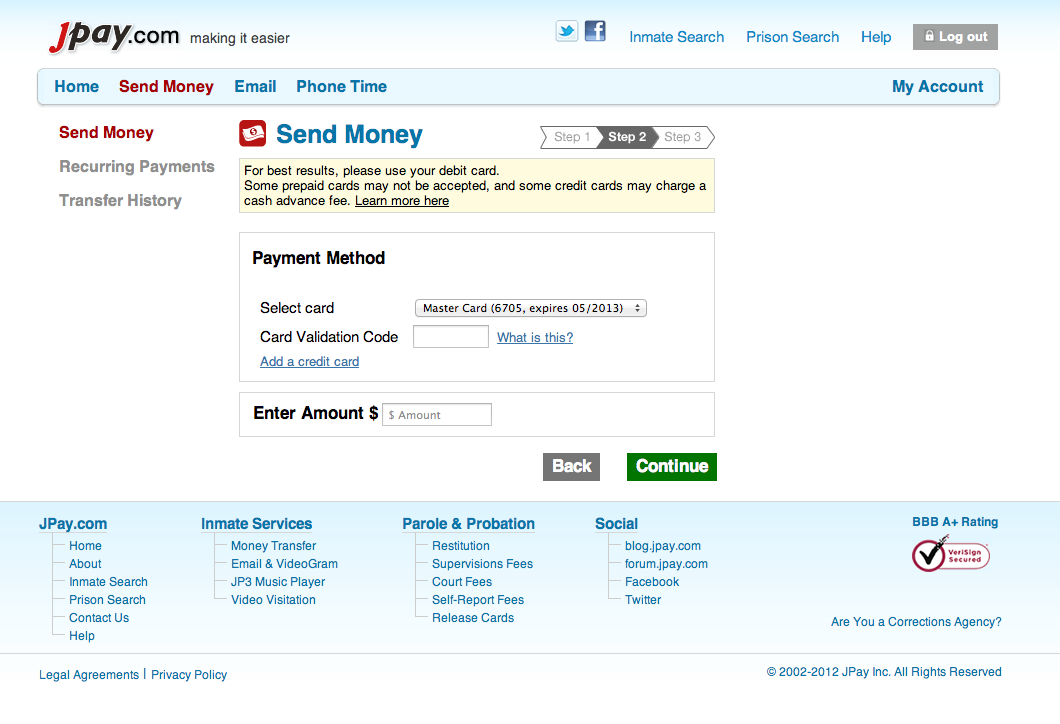 Jpay.com making it easier
Inmate Search Prison Search Help Log out
Home Send Money Email Phone Time My Account
Send Money
Recurring Payments
Transfer History
Send Money
Step 1 Step 2 Step 3
For best results, please use your debit card.
Some prepaid cards may not be accepted, and some credit cards may charge a
cash advance fee. Learn more here
Payment Method
Select card Master Card (6705, expires 05/2013)
Card Validation Code What is this?
Add a credit card
Enter Amount $ $ Amount
Back Continue
JPay.com
Home
About
Inmate Search
Prison Search
Contact Us
Help
Inmate Services
Money Transfer
Email & VideoGram
JP3 Music Player
Video Visitation
Parole & Probation
Restitution
Supervisions Fees
Court Fees
Self-Report Fees
Release Cards
Social
blog.jpay.com
forum.jpay.com
Facebook
Twitter
BBB A+ Rating
VeriSign
Secured
Are You a Corrections Agency?
Legal Agreements | Privacy Policy
© 2002-2012 JPay Inc. All Rights Reserved